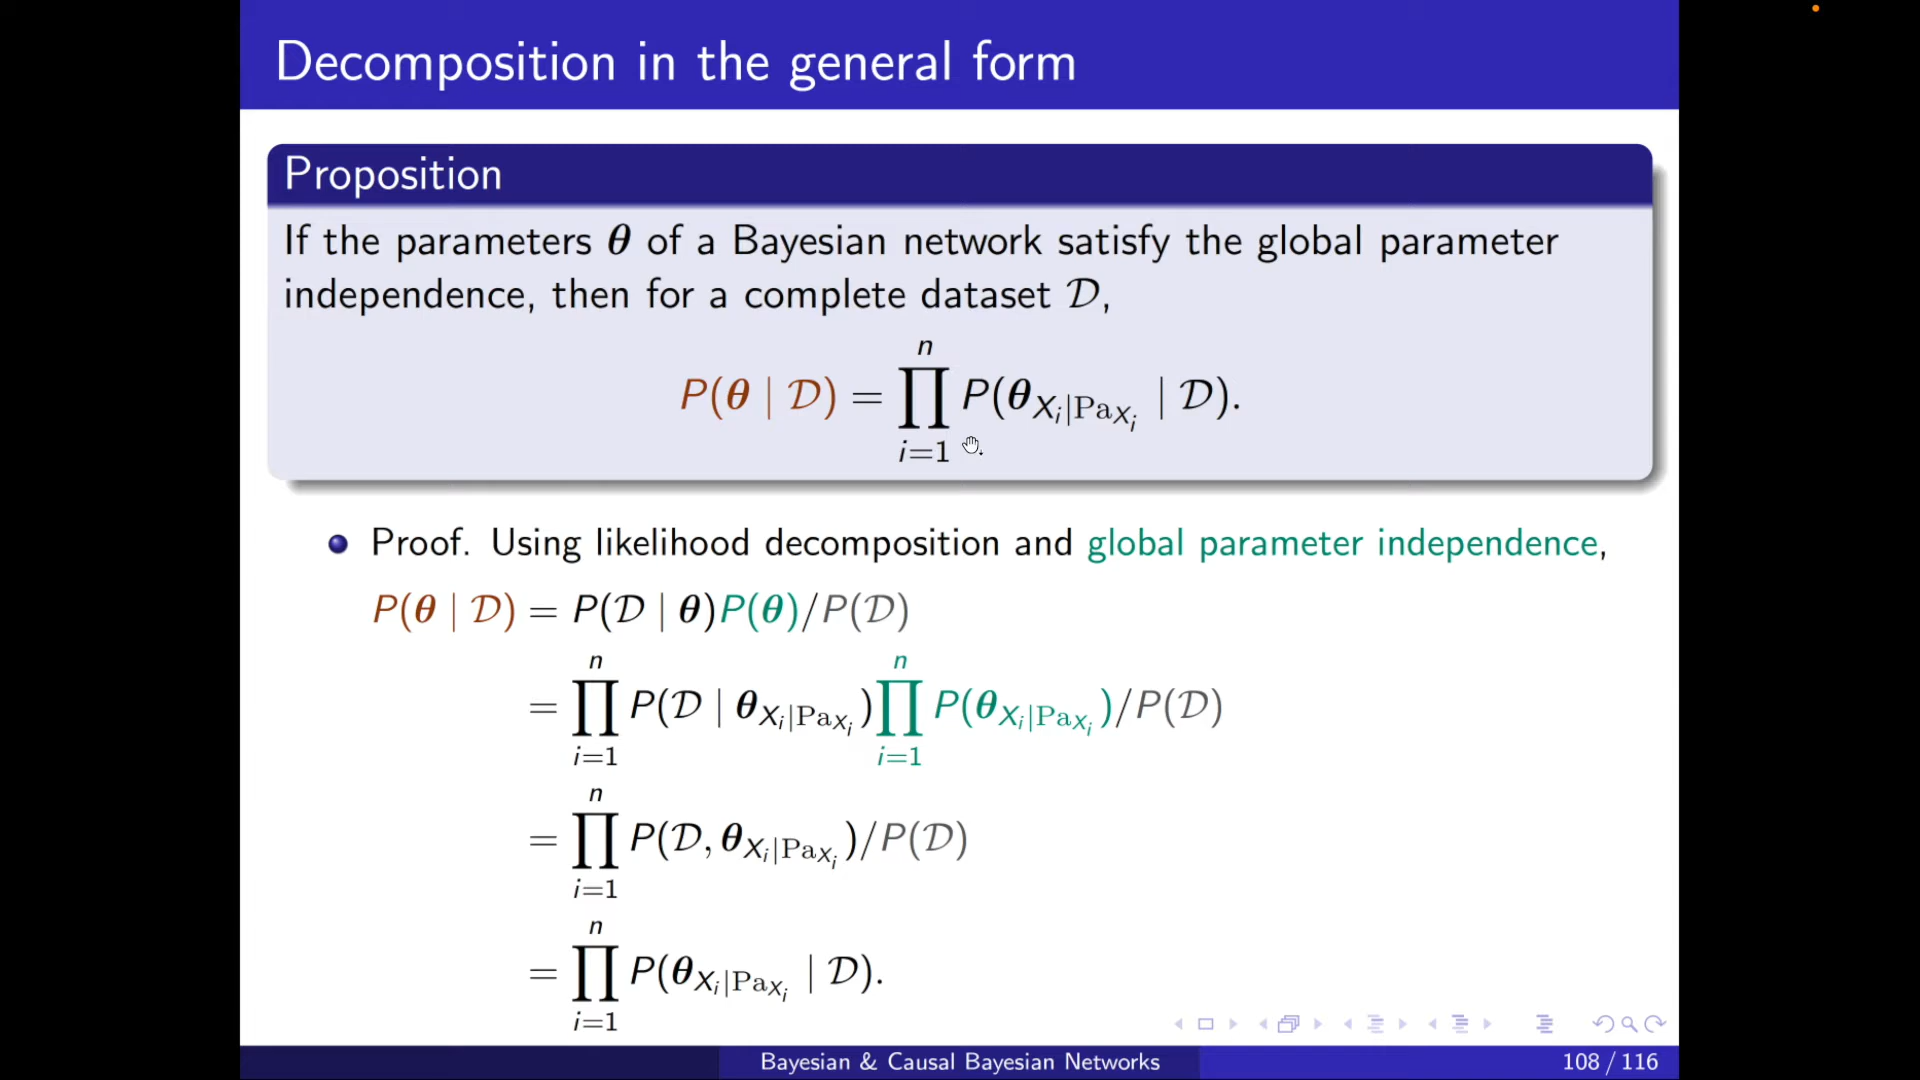 Decomposition in the general form
Proposition
If the parameters θ of a Bayesian network satisfy the global parameter
independence, then for a complete dataset 𝒟,
P(θ | 𝒟) = ∏_{i=1}^{n} P(θ_{X_i|Pa_{X_i}} | 𝒟).
Proof. Using likelihood decomposition and global parameter independence,
P(θ | 𝒟) = P(𝒟 | θ)P(θ)/P(𝒟)
= ∏_{i=1}^{n} P(𝒟 | θ_{X_i|Pa_{X_i}}) ∏_{i=1}^{n} P(θ_{X_i|Pa_{X_i}})/P(𝒟)
= ∏_{i=1}^{n} P(𝒟, θ_{X_i|Pa_{X_i}})/P(𝒟)
= ∏_{i=1}^{n} P(θ_{X_i|Pa_{X_i}} | 𝒟).
Bayesian & Causal Bayesian Networks
108 / 116